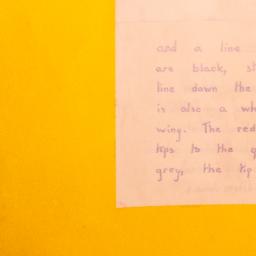 and a line
are black, st
line down the
is also a wh
wing. The red
tips to the g
grey, the tip